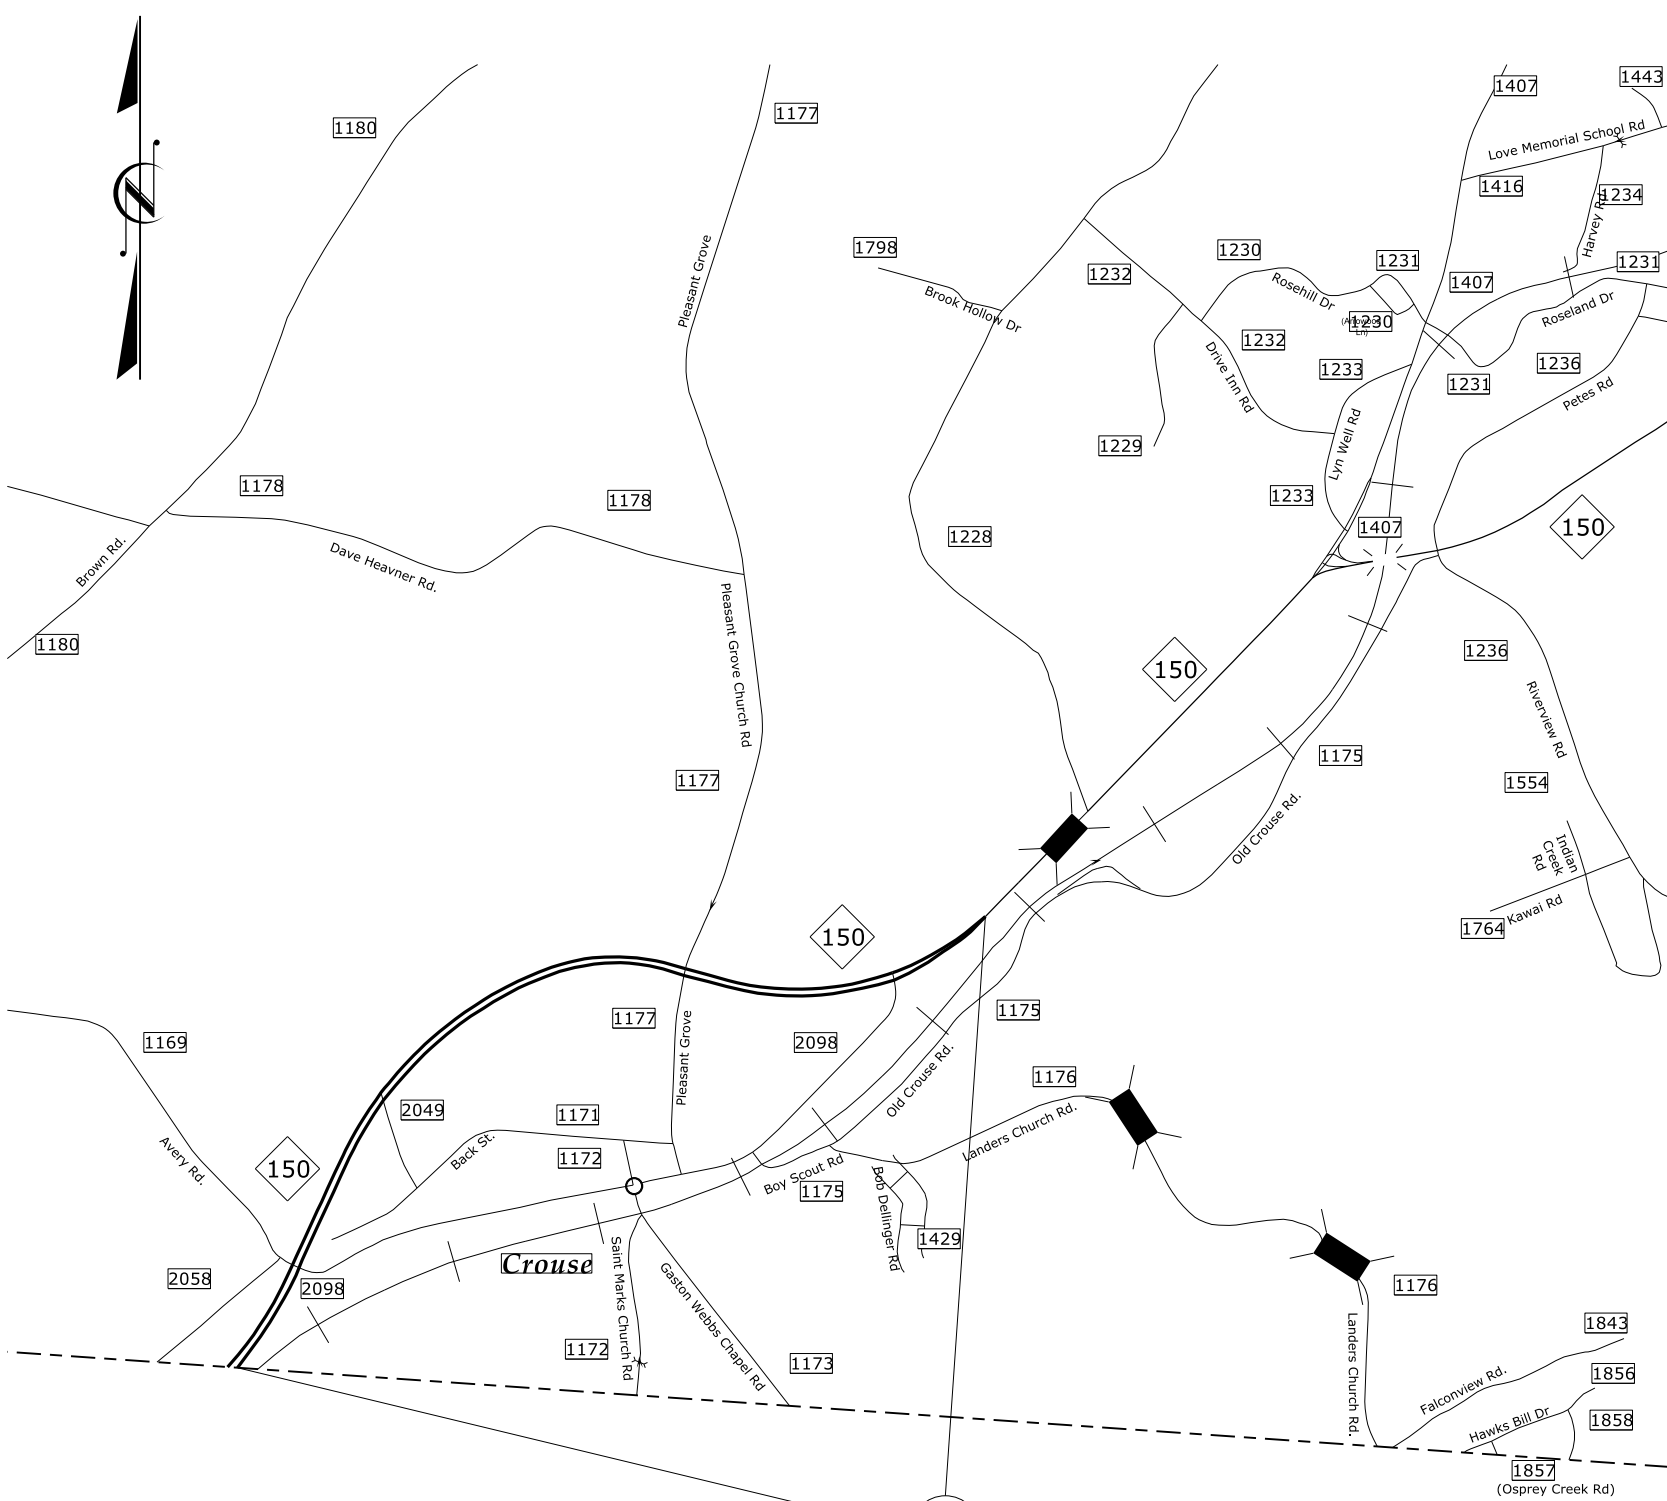 N
1180
1177
1407
1443
Love Memorial School Rd
1416
1234
Harvey Rd
Pleasant Grove
1798
Brook Hollow Dr
1232
1230
Rosehill Dr
1231
1407
1231
Roseland Dr
1230
1232
Drive Inn Rd
1233
1231
1236
Petes Rd
1229
Lyn Well Rd
1233
1407
150
1178
1178
Dave Heavner Rd.
Brown Rd.
1180
1228
Pleasant Grove Church Rd
150
1236
Riverview Rd
1177
1175
Old Crouse Rd.
1554
Indian
Creek
Rd
Kawai Rd
1764
150
1177
Pleasant Grove
2098
1175
Old Crouse Rd.
1169
Avery Rd.
2049
1171
Back St.
1172
150
1176
Landers Church Rd.
Boy Scout Rd
1175
Bob Dellinger Rd
1429
Crouse
2058
2098
Saint Marks Church Rd
Gaston Webbs Chapel Rd
1172
1173
1176
Landers Church Rd.
1843
Falconview Rd.
1856
Hawks Bill Dr
1858
1857
(Osprey Creek Rd)